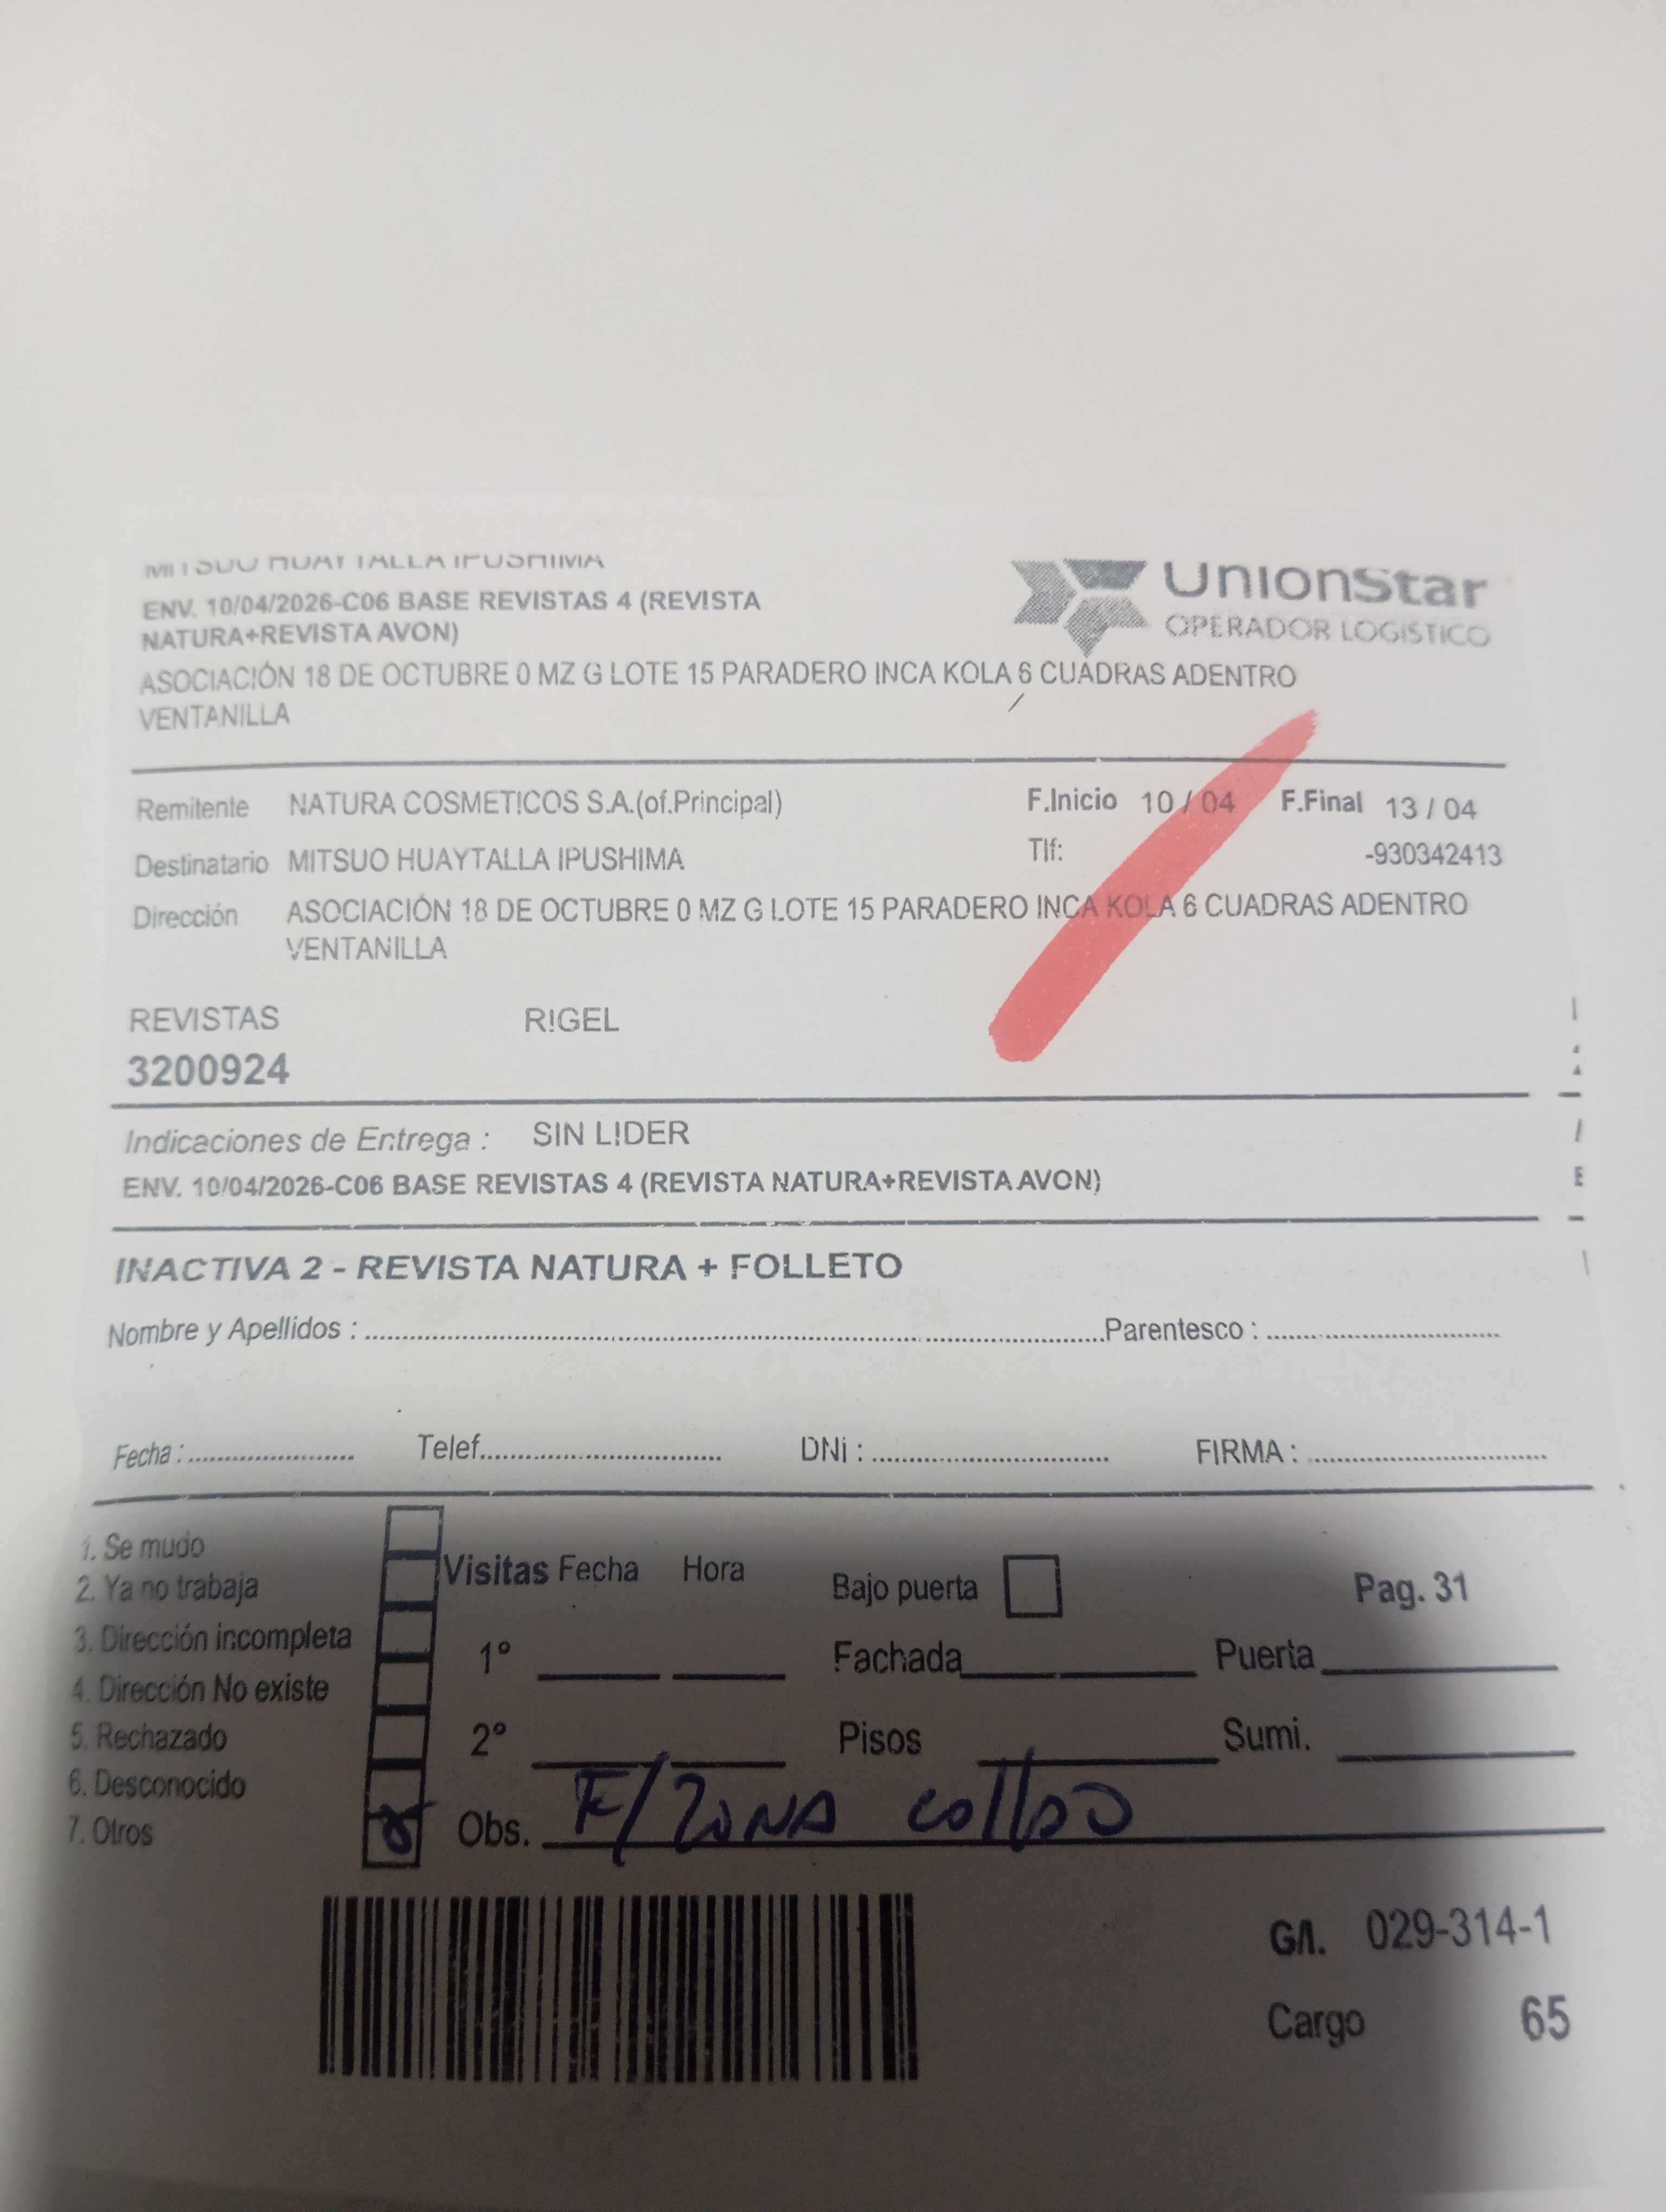 MITSUO HUAYTALLA IPUSHIMA
ENV. 10/04/2026-C06 BASE REVISTAS 4 (REVISTA
NATURA+REVISTA AVON)
UnionStar
OPERADOR LOGISTICO
ASOCIACIÓN 18 DE OCTUBRE 0 MZ G LOTE 15 PARADERO INCA KOLA 6 CUADRAS ADENTRO
VENTANILLA
Remitente NATURA COSMETICOS S.A.(of.Principal) F.Inicio 10 / 04 F.Final 13 / 04
Destinatario MITSUO HUAYTALLA IPUSHIMA Tlf: -930342413
Dirección ASOCIACIÓN 18 DE OCTUBRE 0 MZ G LOTE 15 PARADERO INCA KOLA 6 CUADRAS ADENTRO
VENTANILLA
REVISTAS RIGEL
3200924
Indicaciones de Entrega : SIN LIDER
ENV. 10/04/2026-C06 BASE REVISTAS 4 (REVISTA NATURA+REVISTA AVON)
INACTIVA 2 - REVISTA NATURA + FOLLETO
Nombre y Apellidos : Parentesco :
Fecha : Telef. DNI : FIRMA :
1. Se mudo
2. Ya no trabaja
3. Dirección incompleta
4. Dirección No existe
5. Rechazado
6. Desconocido
7. Otros
Visitas Fecha Hora Bajo puerta Pag. 31
1° Fachada Puerta
2° Pisos Sumi.
Obs. F/ZONA
G/I. 029-314-1
Cargo 65